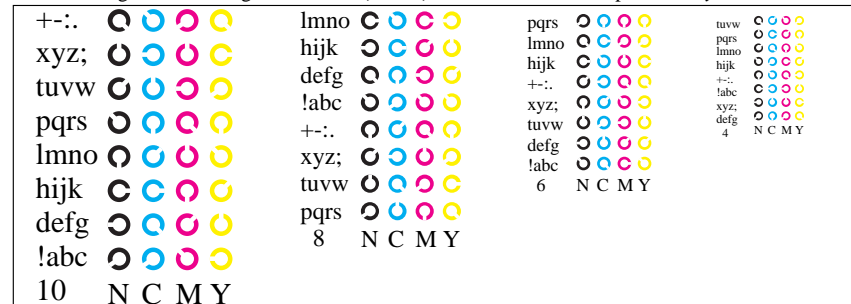 +-:.
xyz;
tuvw
pqrs
lmno
hijk
defg
!abc
10 N C M Y
lmno
hijk
defg
!abc
+-:.
xyz;
tuvw
pqrs
8 N C M Y
pqrs
lmno
hijk
+-:.
xyz;
tuvw
defg
!abc
6 N C M Y
tuvw
pqrs
lmno
hijk
+-:.
!abc
xyz;
defg
4 N C M Y